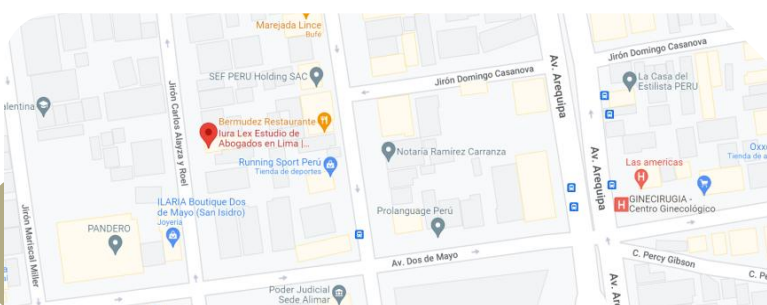 Marejada Lince
Bufé
SEF PERU Holding SAC
Jirón Domingo Casanova
Jirón Domingo Casanova
Av. Arequipa
La Casa del
Estilista PERU
alentina
Jirón Carlos Alayza y Roel
Bermudez Restaurante
Iura Lex Estudio de
Abogados en Lima |...
Running Sport Perú
Tienda de deportes
Notaria Ramirez Carranza
Av. Arequipa
Las americas
Oxxo
Tienda de a
GINECIRUGIA -
Centro Ginecológico
ILARIA Boutique Dos
de Mayo (San Isidro)
Joyería
Prolanguage Perú
Jirón Mariscal Miller
PANDERO
Av. Dos de Mayo
C. Percy Gibson
C. Pe
Poder Judicial
Sede Alimar
Av. Ar